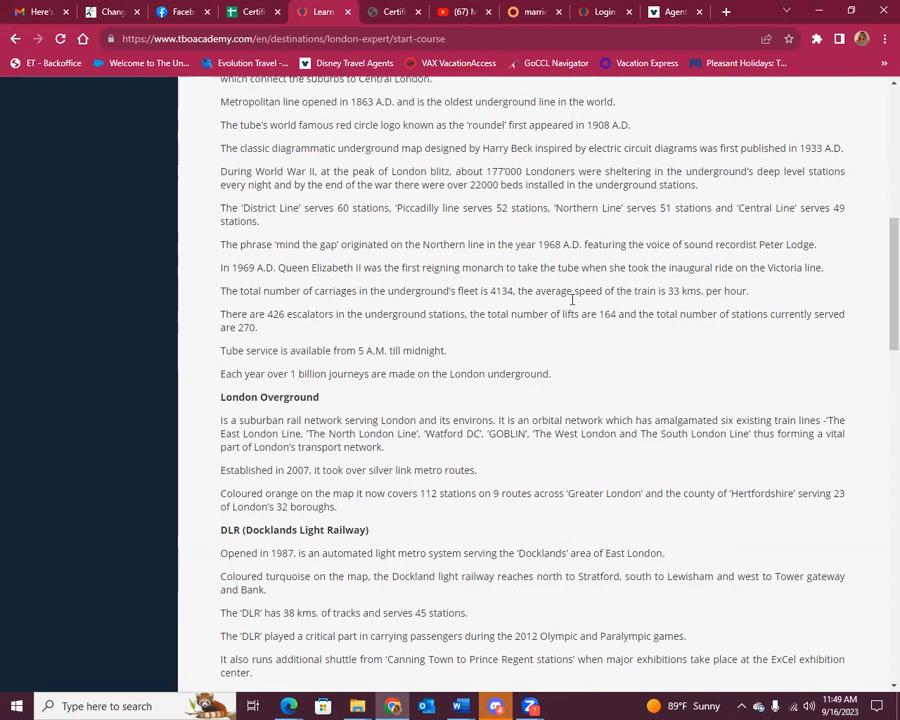 Here's
Chang
Faceb
Certifi
Learn
Certifi
(67) M
marri
Login
Agent
https://www.tboacademy.com/en/destinations/london-expert/start-course
ET - Backoffice
Welcome to The Un...
Evolution Travel -...
Disney Travel Agents
VAX VacationAccess
GoCCL Navigator
Vacation Express
Pleasant Holidays: T...
which connect the suburbs to Central London.
Metropolitan line opened in 1863 A.D. and is the oldest underground line in the world.
The tube's world famous red circle logo known as the 'roundel' first appeared in 1908 A.D.
The classic diagrammatic underground map designed by Harry Beck inspired by electric circuit diagrams was first published in 1933 A.D.
During World War II, at the peak of London blitz, about 177'000 Londoners were sheltering in the underground's deep level stations
every night and by the end of the war there were over 22000 beds installed in the underground stations.
The 'District Line' serves 60 stations, 'Piccadilly line serves 52 stations, 'Northern Line' serves 51 stations and 'Central Line' serves 49
stations.
The phrase 'mind the gap' originated on the Northern line in the year 1968 A.D. featuring the voice of sound recordist Peter Lodge.
In 1969 A.D. Queen Elizabeth II was the first reigning monarch to take the tube when she took the inaugural ride on the Victoria line.
The total number of carriages in the underground's fleet is 4134, the average speed of the train is 33 kms. per hour.
There are 426 escalators in the underground stations, the total number of lifts are 164 and the total number of stations currently served
are 270.
Tube service is available from 5 A.M. till midnight.
Each year over 1 billion journeys are made on the London underground.
London Overground
Is a suburban rail network serving London and its environs. It is an orbital network which has amalgamated six existing train lines -'The
East London Line, 'The North London Line', 'Watford DC', 'GOBLIN', 'The West London and The South London Line' thus forming a vital
part of London's transport network.
Established in 2007, it took over silver link metro routes.
Coloured orange on the map it now covers 112 stations on 9 routes across 'Greater London' and the county of 'Hertfordshire' serving 23
of London's 32 boroughs.
DLR (Docklands Light Railway)
Opened in 1987, is an automated light metro system serving the 'Docklands' area of East London.
Coloured turquoise on the map, the Dockland light railway reaches north to Stratford, south to Lewisham and west to Tower gateway
and Bank.
The 'DLR' has 38 kms. of tracks and serves 45 stations.
The 'DLR' played a critical part in carrying passengers during the 2012 Olympic and Paralympic games.
It also runs additional shuttle from 'Canning Town to Prince Regent stations' when major exhibitions take place at the ExCel exhibition
center.
Type here to search
89°F Sunny
11:49 AM
9/16/2023